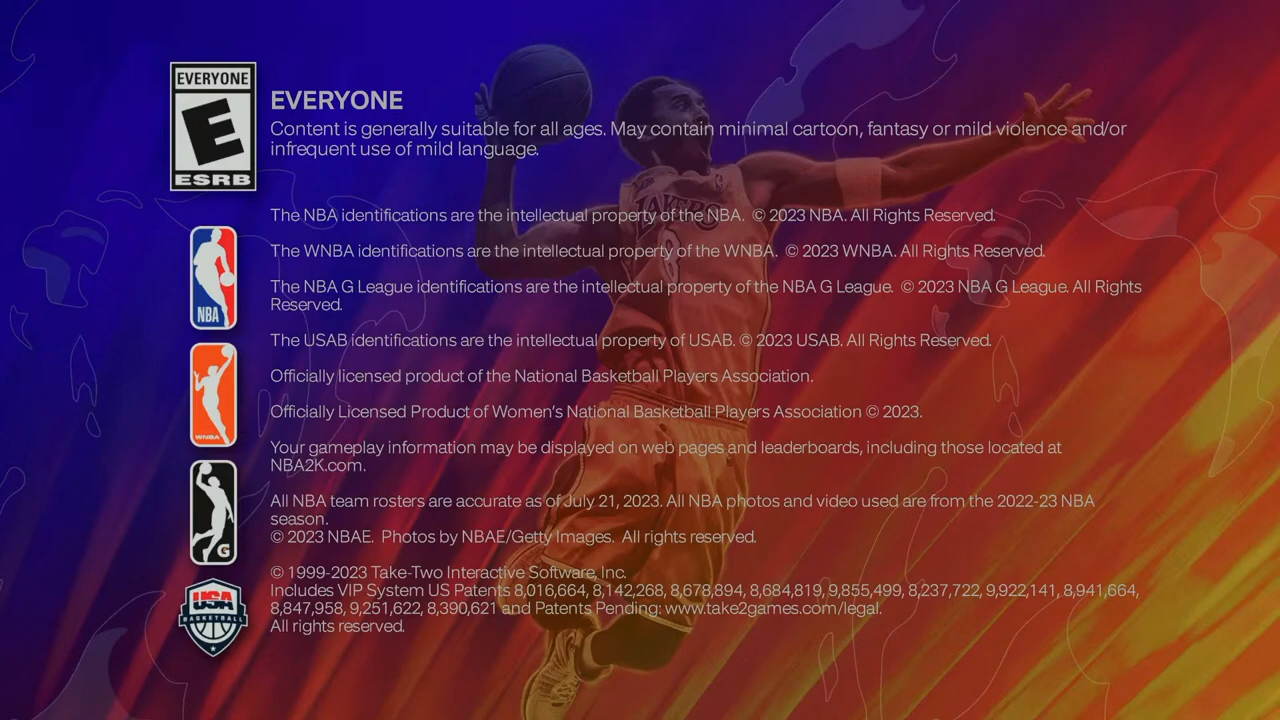 EVERYONE
E
ESRB
EVERYONE
Content is generally suitable for all ages. May contain minimal cartoon, fantasy or mild violence and/or
infrequent use of mild language.
The NBA identifications are the intellectual property of the NBA. © 2023 NBA. All Rights Reserved.
NBA
The WNBA identifications are the intellectual property of the WNBA. © 2023 WNBA. All Rights Reserved.
The NBA G League identifications are the intellectual property of the NBA G League. © 2023 NBA G League. All Rights
Reserved.
The USAB identifications are the intellectual property of USAB. © 2023 USAB. All Rights Reserved.
WNBA
Officially licensed product of the National Basketball Players Association.
Officially Licensed Product of Women's National Basketball Players Association © 2023.
Your gameplay information may be displayed on web pages and leaderboards, including those located at
NBA2K.com.
G
All NBA team rosters are accurate as of July 21, 2023. All NBA photos and video used are from the 2022-23 NBA
season.
© 2023 NBAE. Photos by NBAE/Getty Images. All rights reserved.
© 1999-2023 Take-Two Interactive Software, Inc.
Includes VIP System US Patents 8,016,664, 8,142,268, 8,678,894, 8,684,819, 9,855,499, 8,237,722, 9,922,141, 8,941,664,
8,847,958, 9,251,622, 8,390,621 and Patents Pending: www.take2games.com/legal.
All rights reserved.
USA
BASKETBALL
LAKERS
8